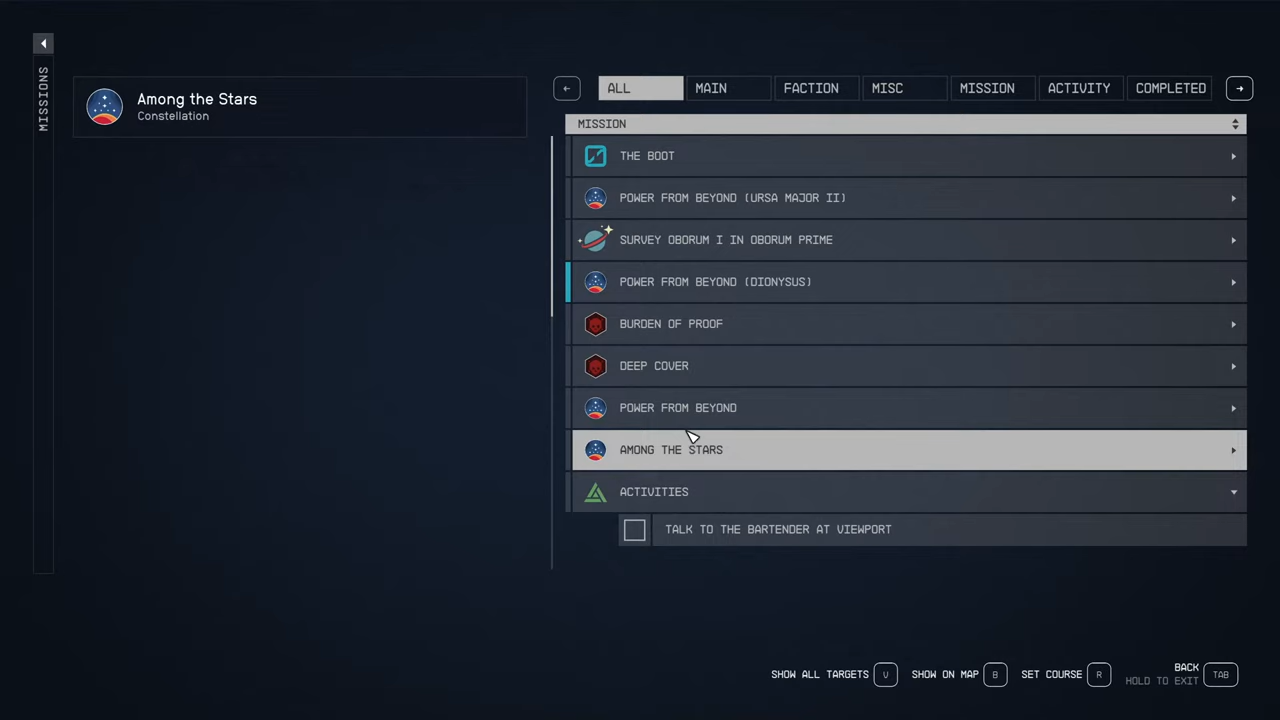 MISSIONS
Among the Stars
Constellation
ALL
MAIN
FACTION
MISC
MISSION
ACTIVITY
COMPLETED
MISSION
THE BOOT
POWER FROM BEYOND (URSA MAJOR II)
SURVEY OBORUM I IN OBORUM PRIME
POWER FROM BEYOND (DIONYSUS)
BURDEN OF PROOF
DEEP COVER
POWER FROM BEYOND
AMONG THE STARS
ACTIVITIES
TALK TO THE BARTENDER AT VIEWPORT
SHOW ALL TARGETS V
SHOW ON MAP B
SET COURSE R
BACK
HOLD TO EXIT
TAB